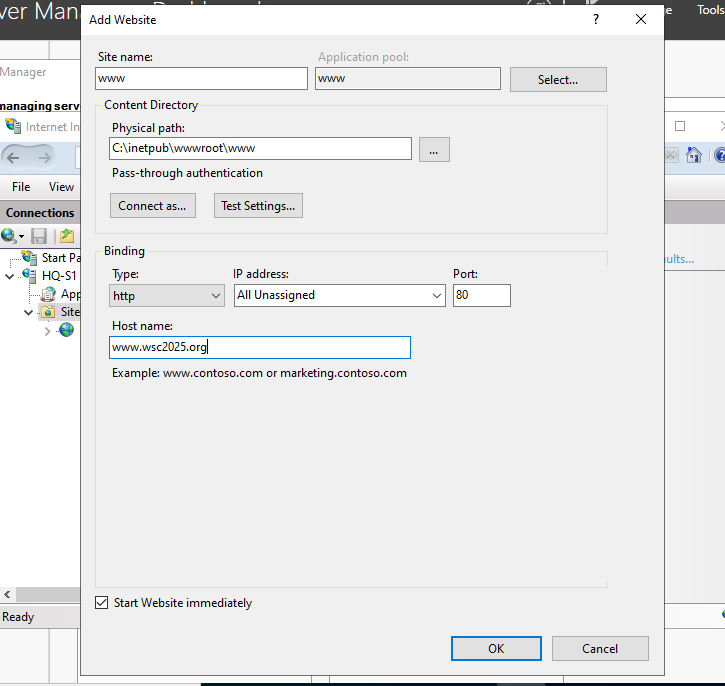 ver Man
Tools
Manager
managing serv
Internet In
File View
Connections
Start Pa
HQ-S1
App
Site
Ready
Add Website
?
Site name:
Application pool:
www
www
Select...
Content Directory
Physical path:
C:\inetpub\wwwroot\www
...
Pass-through authentication
Connect as...
Test Settings...
Binding
Type:
IP address:
Port:
http
All Unassigned
80
Host name:
www.wsc2025.org
Example: www.contoso.com or marketing.contoso.com
Start Website immediately
OK
Cancel
ults...